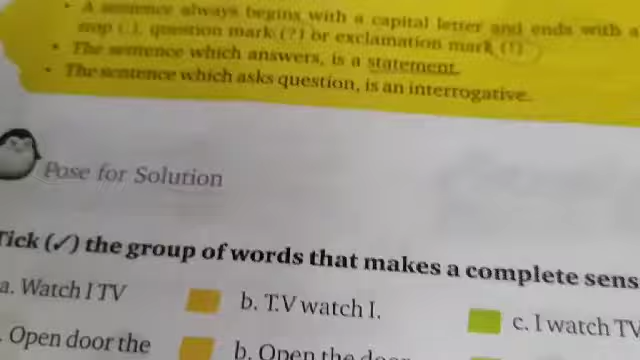 • A sentence always begins with a capital letter and ends with a
stop (.), question mark (?) or exclamation mark (!)
• The sentence which answers, is a statement.
• The sentence which asks question, is an interrogative.
Pose for Solution
Tick (✓) the group of words that makes a complete sens
a. Watch I TV
b. T.V watch I.
c. I watch TV
. Open door the
b. Open the door